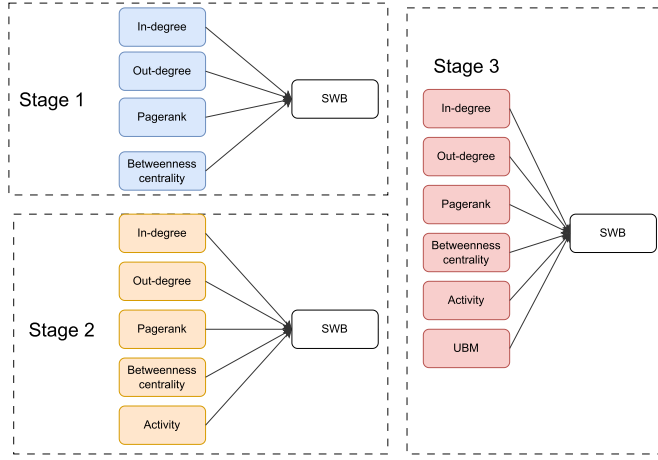 Stage 1
In-degree
Out-degree
Pagerank
Betweenness
centrality
SWB
Stage 2
In-degree
Out-degree
Pagerank
Betweenness
centrality
Activity
SWB
Stage 3
In-degree
Out-degree
Pagerank
Betweenness
centrality
Activity
UBM
SWB